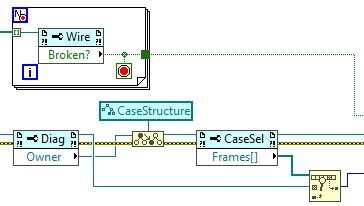 N
Wire
Broken?
i
CaseStructure
Diag
Owner
CaseSel
Frames[]